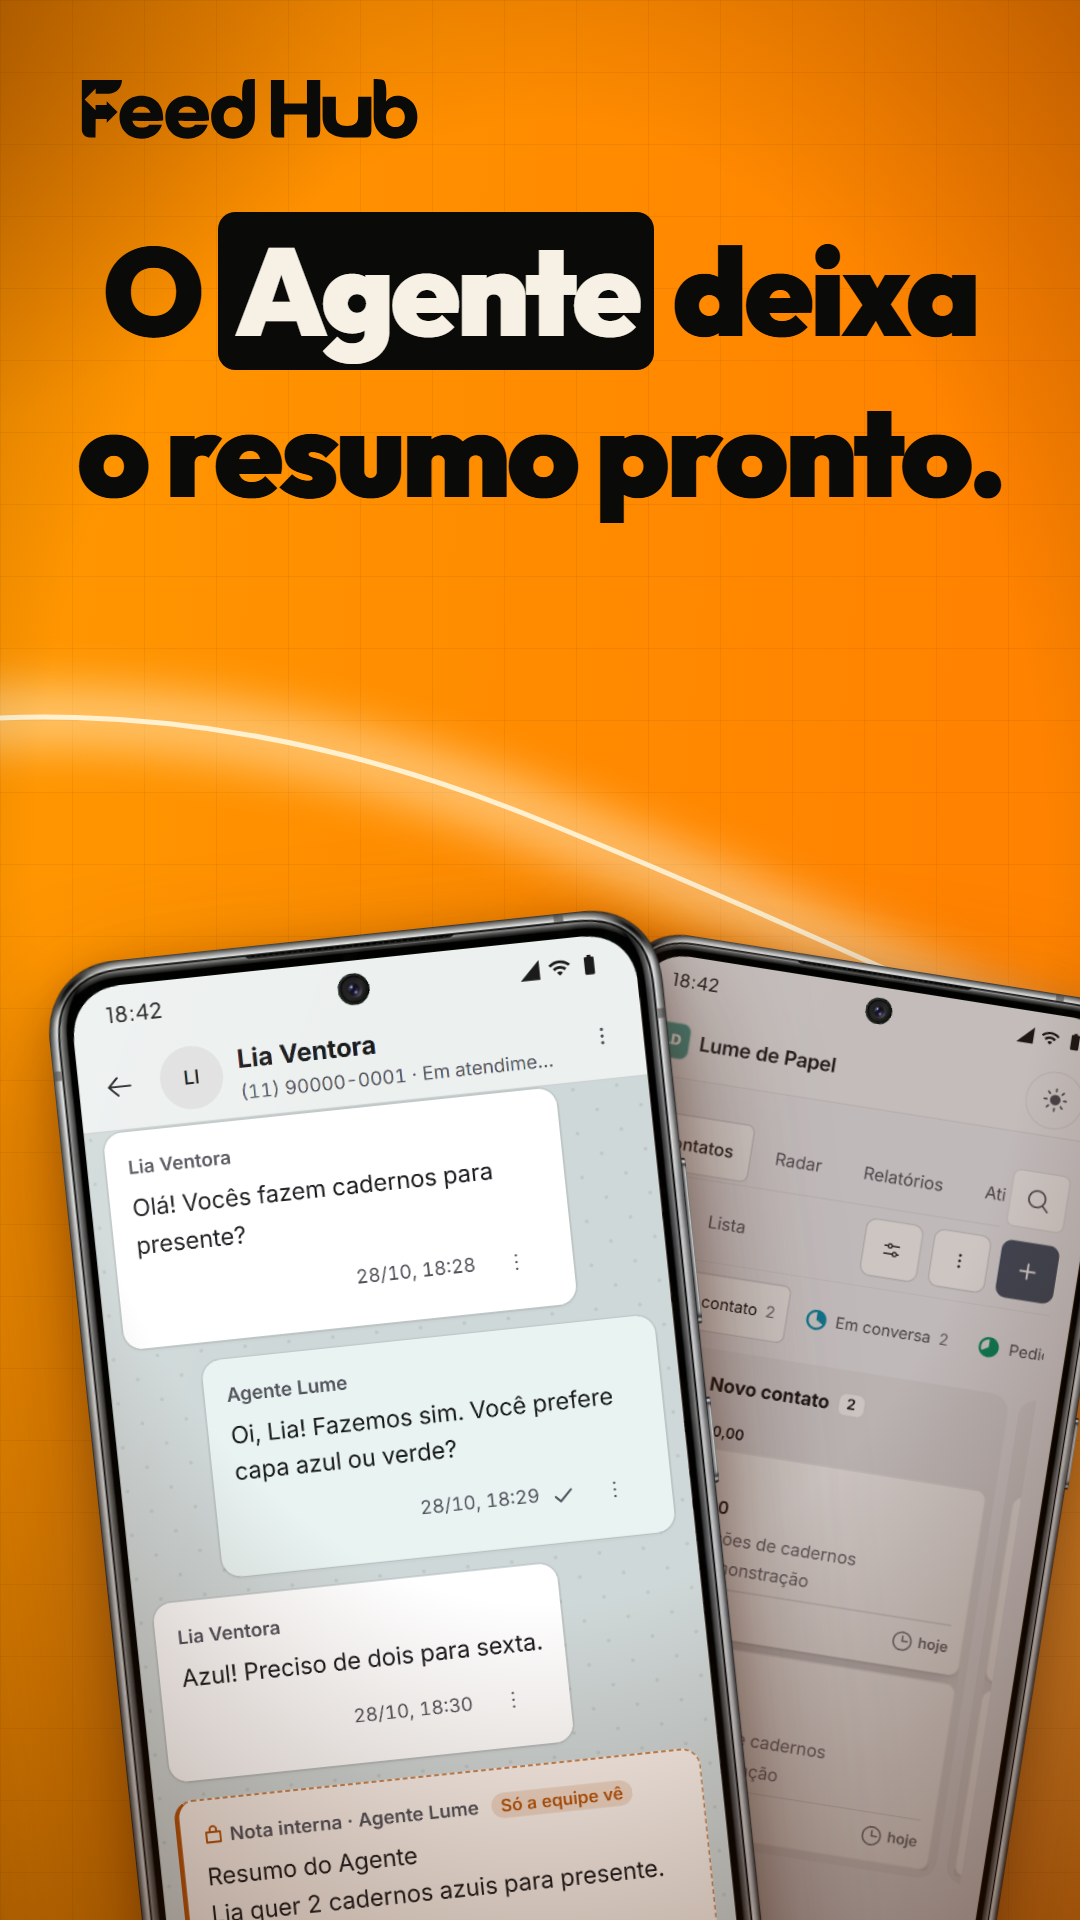 Feed Hub
O Agente deixa
o resumo pronto.
18:42
LI
Lia Ventora
(11) 90000-0001 · Em atendime...
Lia Ventora
Olá! Vocês fazem cadernos para
presente?
28/10, 18:28
Agente Lume
Oi, Lia! Fazemos sim. Você prefere
capa azul ou verde?
28/10, 18:29
Lia Ventora
Azul! Preciso de dois para sexta.
28/10, 18:30
Nota interna · Agente Lume
Só a equipe vê
Resumo do Agente
Lia quer 2 cadernos azuis para presente.
18:42
Lume de Papel
Radar
Relatórios
Lista
contato 2
Em conversa 2
Novo contato 2
0,00
de cadernos
hoje
cadernos
hoje